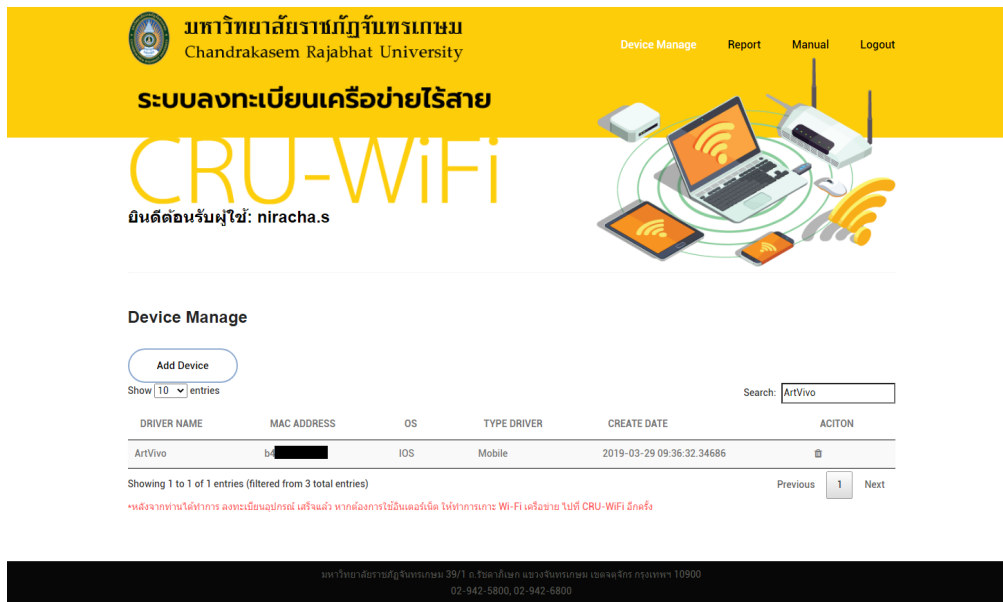 มหาวิทยาลัยราชภัฏจันทรเกษม
Chandrakasem Rajabhat University
Device Manage Report Manual Logout
ระบบลงทะเบียนเครือข่ายไร้สาย
CRU-WiFi
ยินดีต้อนรับผู้ใช้: niracha.s
Device Manage
Add Device
Show 10 entries
Search: ArtVivo
DRIVER NAME MAC ADDRESS OS TYPE DRIVER CREATE DATE ACITON
ArtVivo b4 IOS Mobile 2019-03-29 09:36:32.34686
Showing 1 to 1 of 1 entries (filtered from 3 total entries)
Previous 1 Next
*หลังจากท่านได้ทำการ ลงทะเบียนอุปกรณ์ เสร็จแล้ว หากต้องการใช้อินเตอร์เน็ต ให้ทำการเกาะ Wi-Fi เครือข่าย ไปที่ CRU-WiFi อีกครั้ง
มหาวิทยาลัยราชภัฏจันทรเกษม 39/1 ถ.รัชดาภิเษก แขวงจันทรเกษม เขตจตุจักร กรุงเทพฯ 10900
02-942-5800, 02-942-6800